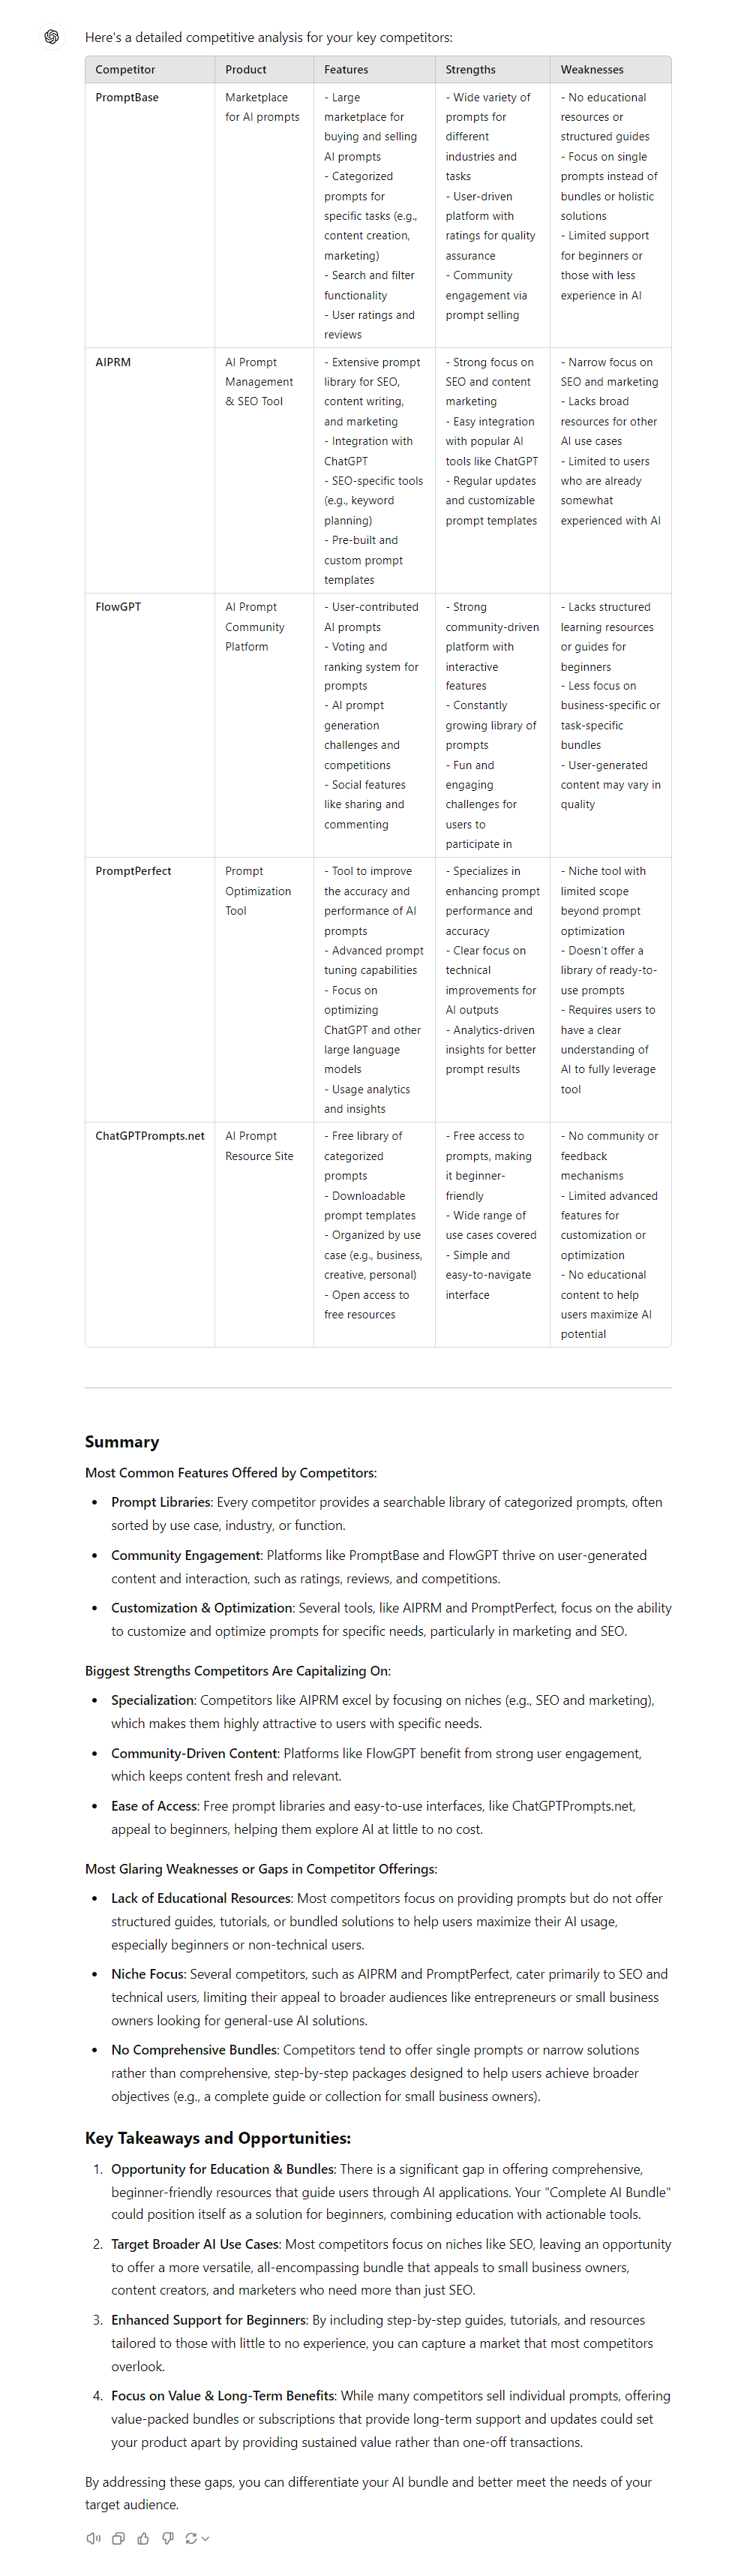 Here's a detailed competitive analysis for your key competitors:
Competitor Product Features Strengths Weaknesses
PromptBase
Marketplace
for AI prompts
- Large
marketplace for
buying and selling
AI prompts
- Categorized
prompts for
specific tasks (e.g.,
content creation,
marketing)
- Search and filter
functionality
- User ratings and
reviews
- Wide variety of
prompts for
different
industries and
tasks
- User-driven
platform with
ratings for quality
assurance
- Community
engagement via
prompt selling
- No educational
resources or
structured guides
- Focus on single
prompts instead of
bundles or holistic
solutions
- Limited support
for beginners or
those with less
experience in AI
AIPRM
AI Prompt
Management
& SEO Tool
- Extensive prompt
library for SEO,
content writing,
and marketing
- Integration with
ChatGPT
- SEO-specific tools
(e.g., keyword
planning)
- Pre-built and
custom prompt
templates
- Strong focus on
SEO and content
marketing
- Easy integration
with popular AI
tools like ChatGPT
- Regular updates
and customizable
prompt templates
- Narrow focus on
SEO and marketing
- Lacks broad
resources for other
AI use cases
- Limited to users
who are already
somewhat
experienced with AI
FlowGPT
AI Prompt
Community
Platform
- User-contributed
AI prompts
- Voting and
ranking system for
prompts
- AI prompt
generation
challenges and
competitions
- Social features
like sharing and
commenting
- Strong
community-driven
platform with
interactive
features
- Constantly
growing library of
prompts
- Fun and
engaging
challenges for
users to
participate in
- Lacks structured
learning resources
or guides for
beginners
- Less focus on
business-specific or
task-specific
bundles
- User-generated
content may vary in
quality
PromptPerfect
Prompt
Optimization
Tool
- Tool to improve
the accuracy and
performance of AI
prompts
- Advanced prompt
tuning capabilities
- Focus on
optimizing
ChatGPT and other
large language
models
- Usage analytics
and insights
- Specializes in
enhancing prompt
performance and
accuracy
- Clear focus on
technical
improvements for
AI outputs
- Analytics-driven
insights for better
prompt results
- Niche tool with
limited scope
beyond prompt
optimization
- Doesn't offer a
library of ready-to-
use prompts
- Requires users to
have a clear
understanding of
AI to fully leverage
tool
ChatGPTPrompts.net
AI Prompt
Resource Site
- Free library of
categorized
prompts
- Downloadable
prompt templates
- Organized by use
case (e.g., business,
creative, personal)
- Open access to
free resources
- Free access to
prompts, making
it beginner-
friendly
- Wide range of
use cases covered
- Simple and
easy-to-navigate
interface
- No community or
feedback
mechanisms
- Limited advanced
features for
customization or
optimization
- No educational
content to help
users maximize AI
potential
Summary
Most Common Features Offered by Competitors:
• Prompt Libraries: Every competitor provides a searchable library of categorized prompts, often
sorted by use case, industry, or function.
• Community Engagement: Platforms like PromptBase and FlowGPT thrive on user-generated
content and interaction, such as ratings, reviews, and competitions.
• Customization & Optimization: Several tools, like AIPRM and PromptPerfect, focus on the ability
to customize and optimize prompts for specific needs, particularly in marketing and SEO.
Biggest Strengths Competitors Are Capitalizing On:
• Specialization: Competitors like AIPRM excel by focusing on niches (e.g., SEO and marketing),
which makes them highly attractive to users with specific needs.
• Community-Driven Content: Platforms like FlowGPT benefit from strong user engagement,
which keeps content fresh and relevant.
• Ease of Access: Free prompt libraries and easy-to-use interfaces, like ChatGPTPrompts.net,
appeal to beginners, helping them explore AI at little to no cost.
Most Glaring Weaknesses or Gaps in Competitor Offerings:
• Lack of Educational Resources: Most competitors focus on providing prompts but do not offer
structured guides, tutorials, or bundled solutions to help users maximize their AI usage,
especially beginners or non-technical users.
• Niche Focus: Several competitors, such as AIPRM and PromptPerfect, cater primarily to SEO and
technical users, limiting their appeal to broader audiences like entrepreneurs or small business
owners looking for general-use AI solutions.
• No Comprehensive Bundles: Competitors tend to offer single prompts or narrow solutions
rather than comprehensive, step-by-step packages designed to help users achieve broader
objectives (e.g., a complete guide or collection for small business owners).
Key Takeaways and Opportunities:
1. Opportunity for Education & Bundles: There is a significant gap in offering comprehensive,
beginner-friendly resources that guide users through AI applications. Your "Complete AI Bundle"
could position itself as a solution for beginners, combining education with actionable tools.
2. Target Broader AI Use Cases: Most competitors focus on niches like SEO, leaving an opportunity
to offer a more versatile, all-encompassing bundle that appeals to small business owners,
content creators, and marketers who need more than just SEO.
3. Enhanced Support for Beginners: By including step-by-step guides, tutorials, and resources
tailored to those with little to no experience, you can capture a market that most competitors
overlook.
4. Focus on Value & Long-Term Benefits: While many competitors sell individual prompts, offering
value-packed bundles or subscriptions that provide long-term support and updates could set
your product apart by providing sustained value rather than one-off transactions.
By addressing these gaps, you can differentiate your AI bundle and better meet the needs of your
target audience.